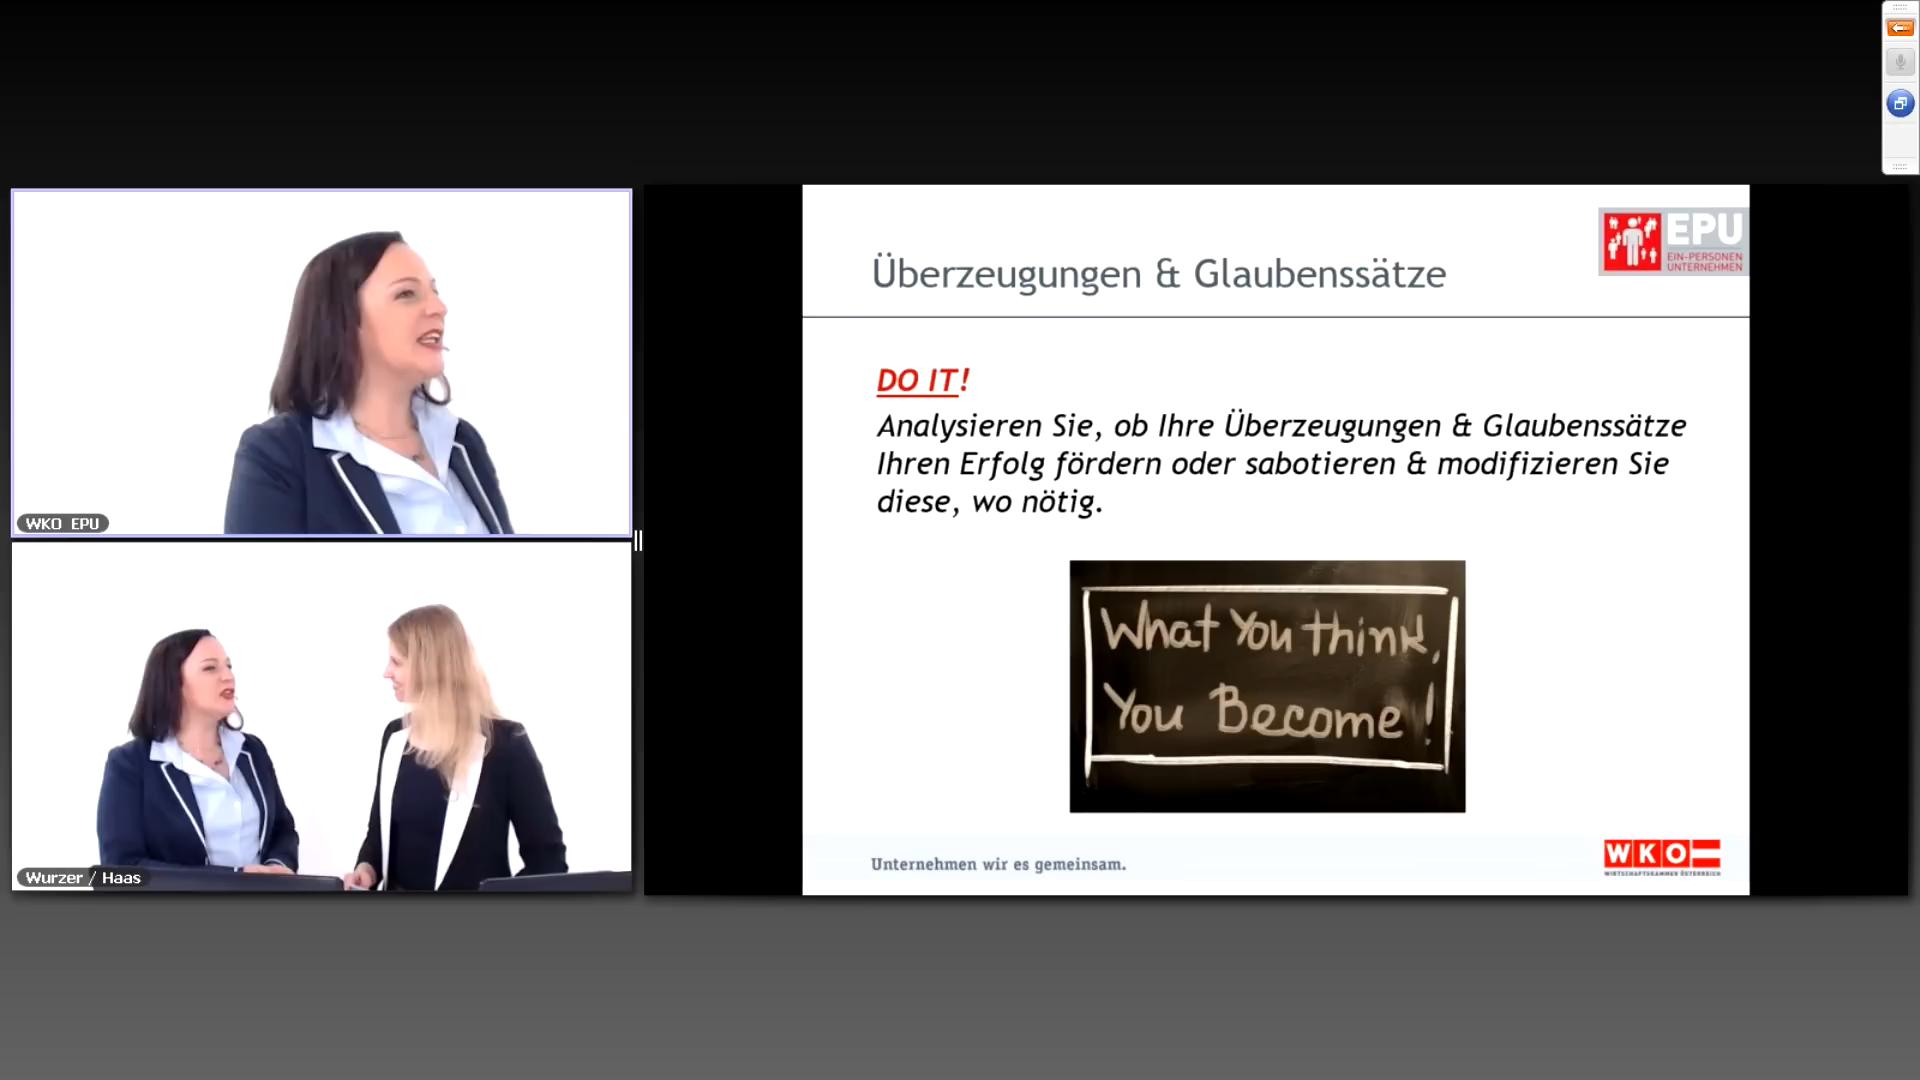 WKO EPU
Wurzer / Haas
EPU
EIN-PERSONEN
UNTERNEHMEN
Überzeugungen & Glaubenssätze
DO IT!
Analysieren Sie, ob Ihre Überzeugungen & Glaubenssätze
Ihren Erfolg fördern oder sabotieren & modifizieren Sie
diese, wo nötig.
What You think,
You Become!
Unternehmen wir es gemeinsam.
WKO
WIRTSCHAFTSKAMMER ÖSTERREICH